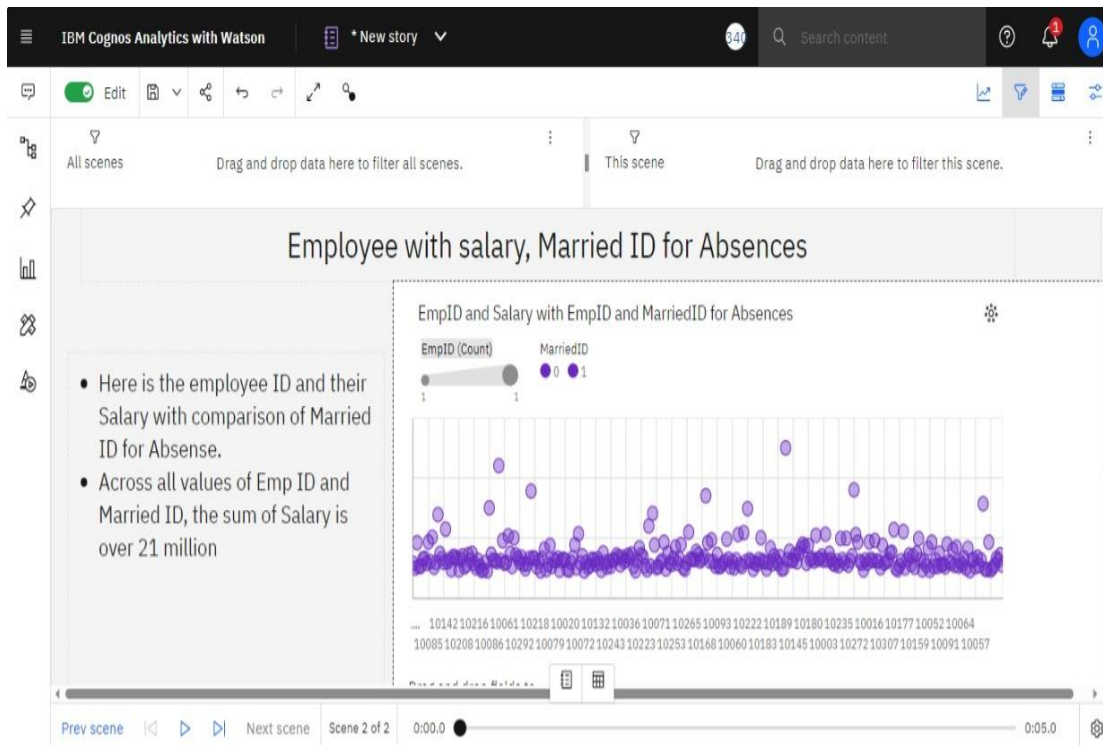 IBM Cognos Analytics with Watson
* New story
340
Search content
1
Edit
All scenes
Drag and drop data here to filter all scenes.
This scene
Drag and drop data here to filter this scene.
Employee with salary, Married ID for Absences
• Here is the employee ID and their
Salary with comparison of Married
ID for Absense.
• Across all values of Emp ID and
Married ID, the sum of Salary is
over 21 million
EmpID and Salary with EmpID and MarriedID for Absences
EmpID (Count)
MarriedID
0 1
1 1
... 10142 10216 10061 10218 10020 10132 10036 10071 10265 10093 10222 10189 10180 10235 10016 10177 10052 10064
10085 10208 10086 10292 10079 10072 10243 10223 10253 10168 10060 10183 10145 10003 10272 10307 10159 10091 10057
Drag and drop fields to
Prev scene
Next scene
Scene 2 of 2
0:00.0
0:05.0